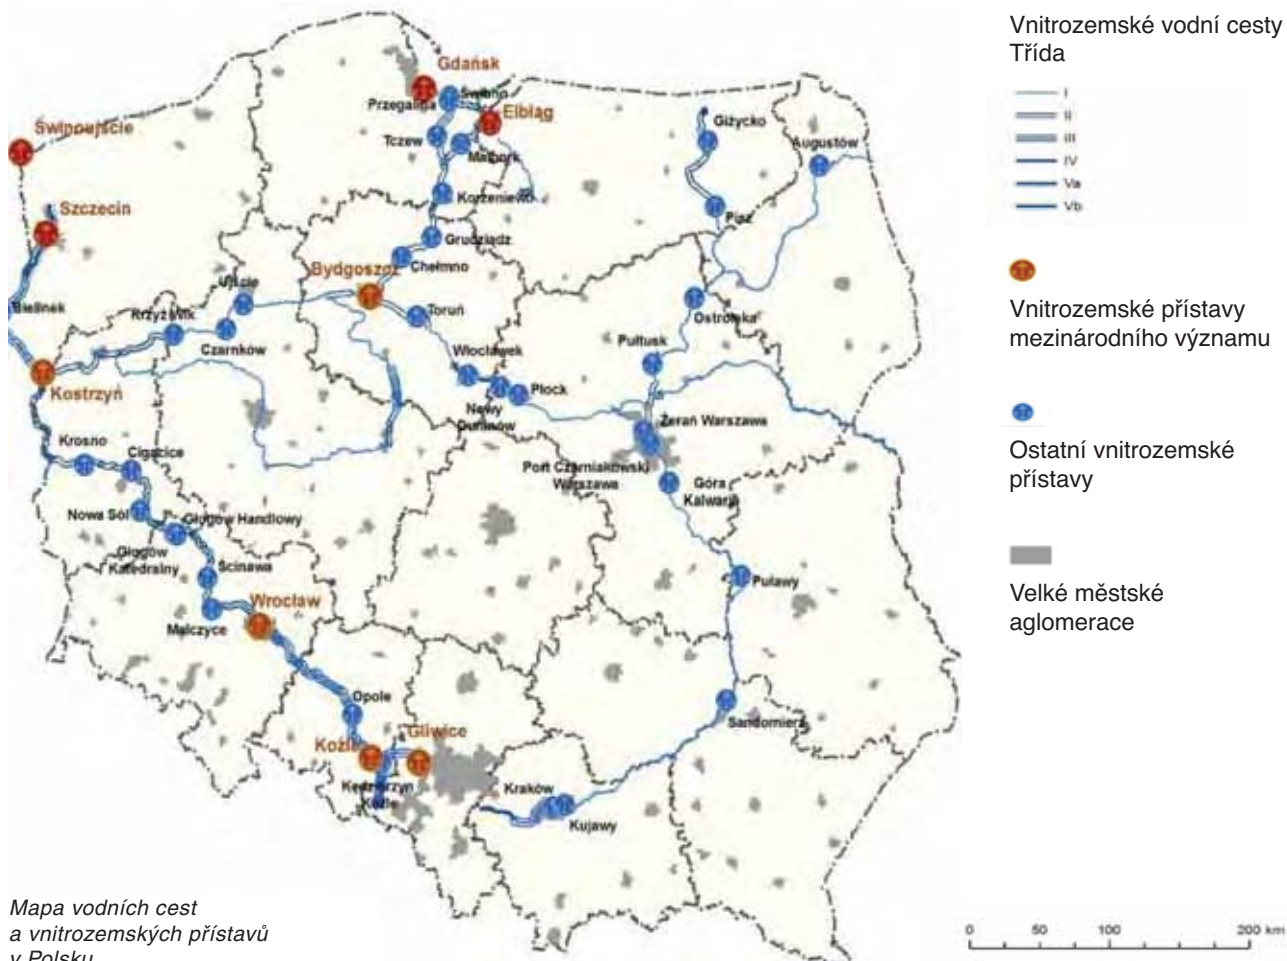 Vnitrozemské vodní cesty
Třída
I
II
III
IV
Va
Vb
Vnitrozemské přístavy
mezinárodního významu
Ostatní vnitrozemské
přístavy
Velké městské
aglomerace
Gdańsk
Świbno
Przegalina
Elbląg
Świnoujście
Tczew
Malbork
Giżycko
Augustów
Szczecin
Korzeniewo
Pisz
Grudziądz
Chełmno
Bydgoszcz
Ujście
Bielinek
Krzyż Wlk
Toruń
Ostrołęka
Czarnków
Pułtusk
Włocławek
Kostrzyń
Płock
Nowy
Duninów
Żerań Warszawa
Krosno
Cigacice
Port Czerniakowski
Warszawa
Góra
Kalwaria
Nowa Sól
Głogów Handlowy
Głogów
Katedralny
Ścinawa
Puławy
Wrocław
Malczyce
Opole
Sandomierz
Koźle
Gliwice
Kędzierzyn
Koźle
Kraków
Kujawy
Mapa vodních cest
a vnitrozemských přístavů
v Polsku
0 50 100 200 km